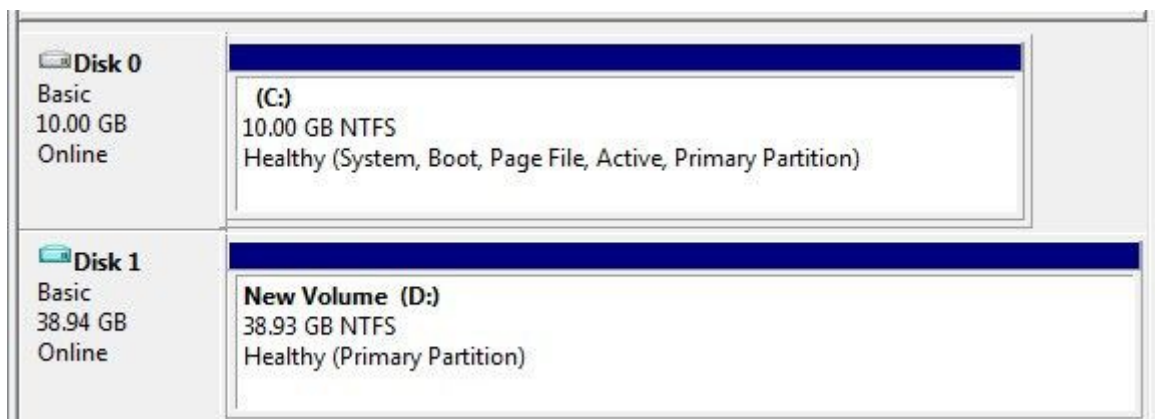 Disk 0
Basic
10.00 GB
Online
(C:)
10.00 GB NTFS
Healthy (System, Boot, Page File, Active, Primary Partition)
Disk 1
Basic
38.94 GB
Online
New Volume (D:)
38.93 GB NTFS
Healthy (Primary Partition)